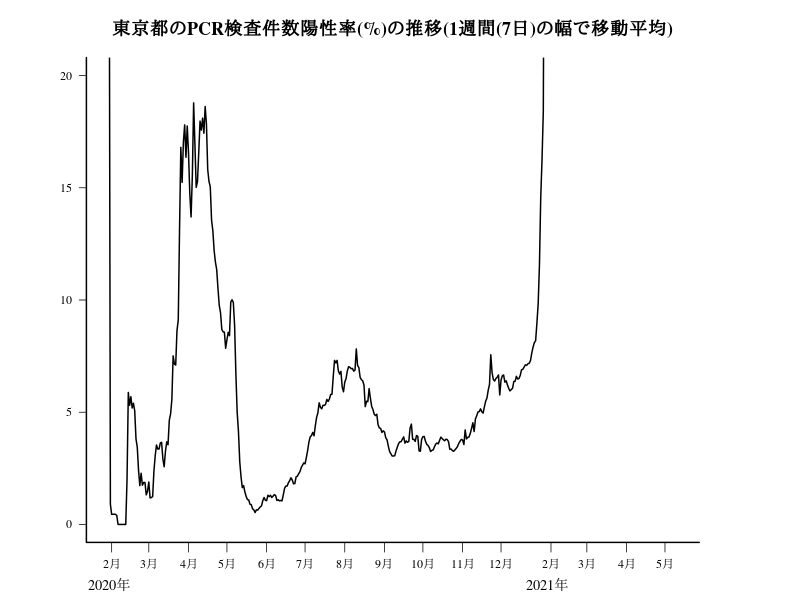 東京都のPCR検査件数陽性率(%)の推移(1週間(7日)の幅で移動平均)
20
15
10
5
0
2月 3月 4月 5月 6月 7月 8月 9月 10月 11月 12月 2月 3月 4月 5月
2020年 2021年